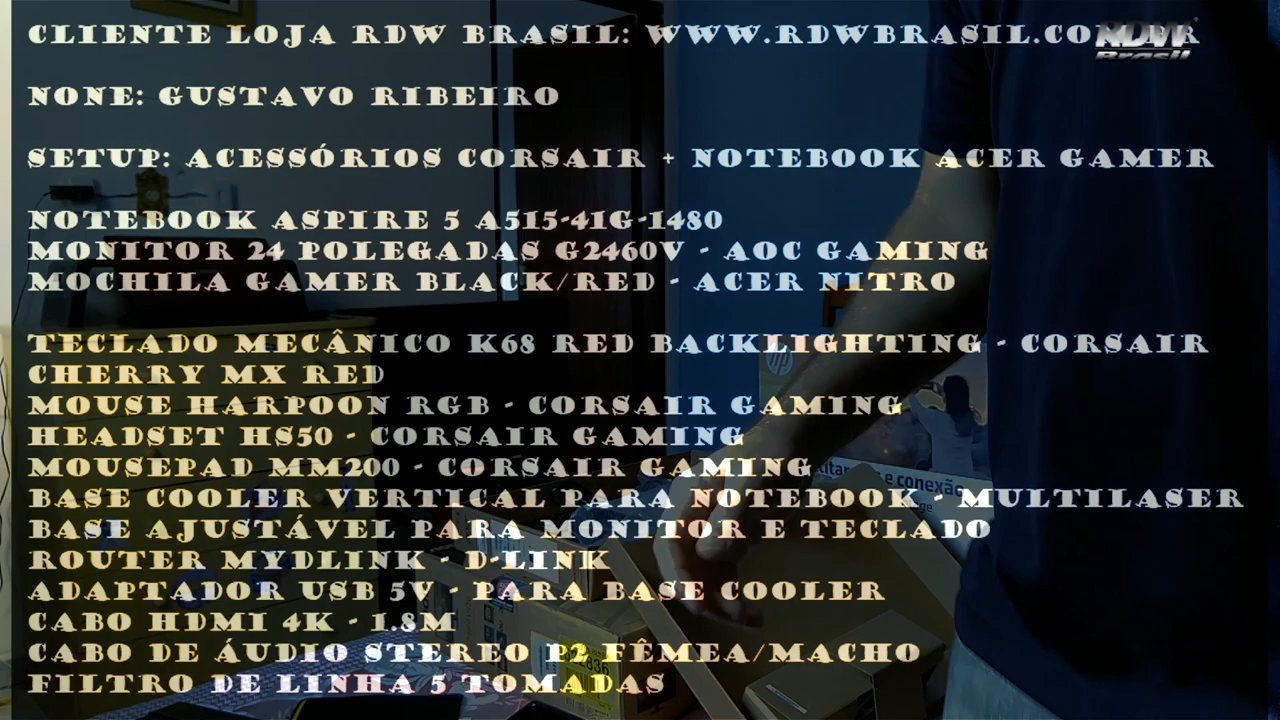 CLIENTE LOJA RDW BRASIL: WWW.RDWBRASIL.COM.BR
RDW
Brasil
NONE: GUSTAVO RIBEIRO
SETUP: ACESSÓRIOS CORSAIR + NOTEBOOK ACER GAMER
NOTEBOOK ASPIRE 5 A515-41G-1480
MONITOR 24 POLEGADAS G2460V - AOC GAMING
MOCHILA GAMER BLACK/RED - ACER NITRO
TECLADO MECÂNICO K68 RED BACKLIGHTING - CORSAIR
CHERRY MX RED
MOUSE HARPOON RGB - CORSAIR GAMING
HEADSET HS50 - CORSAIR GAMING
MOUSEPAD MM200 - CORSAIR GAMING
BASE COOLER VERTICAL PARA NOTEBOOK - MULTILASER
BASE AJUSTÁVEL PARA MONITOR E TECLADO
ROUTER MYDLINK - D-LINK
ADAPTADOR USB 5V - PARA BASE COOLER
CABO HDMI 4K - 1.8M
CABO DE ÁUDIO STEREO P2 FÊMEA/MACHO
FILTRO DE LINHA 5 TOMADAS
hp
e conexão